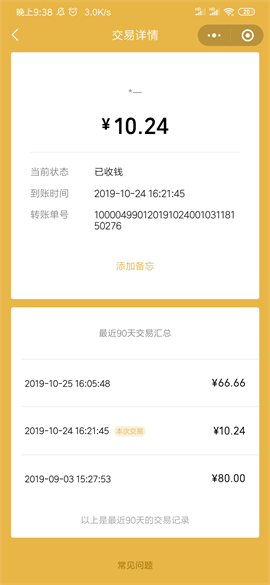 晚上9:38 3.0K/s 20
交易详情
*一
¥10.24
当前状态 已收钱
到账时间 2019-10-24 16:21:45
转账单号 100004990120191024001031181
50276
添加备忘
最近90天交易汇总
2019-10-25 16:05:48 ¥66.66
2019-10-24 16:21:45 本次交易 ¥10.24
2019-09-03 15:27:53 ¥80.00
以上是最近90天的交易记录
常见问题